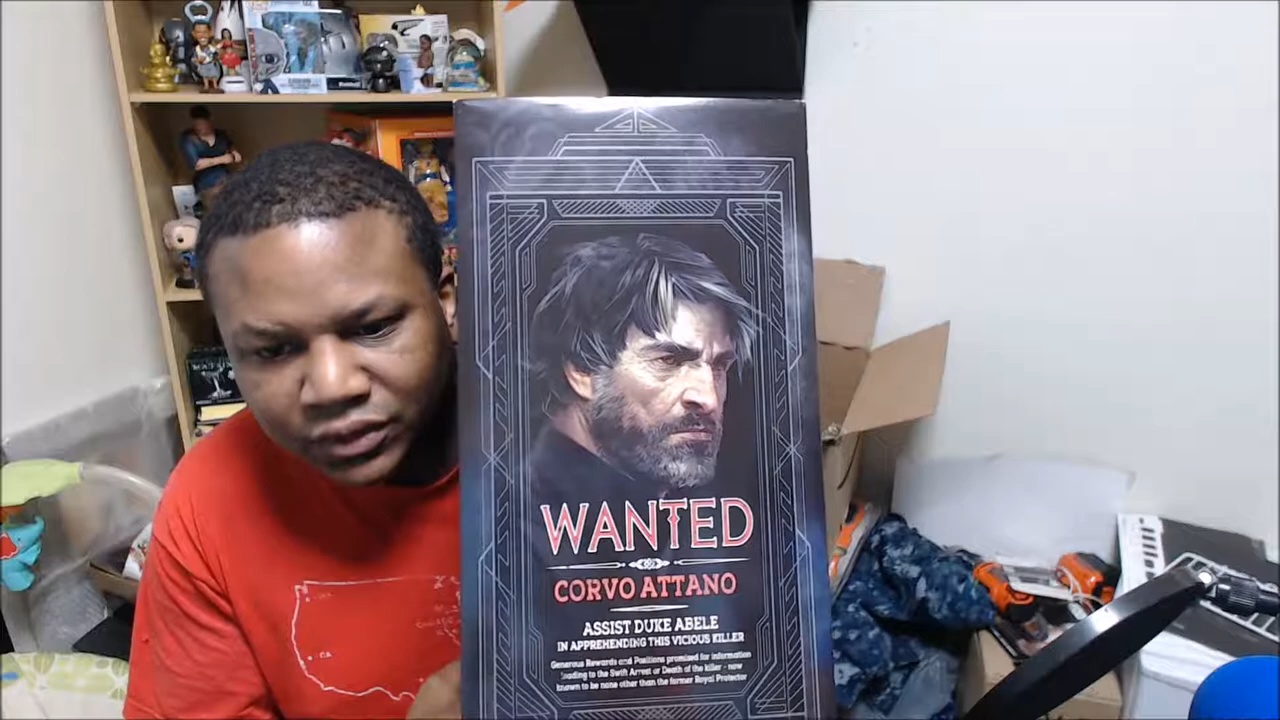 WANTED
CORVO ATTANO
ASSIST DUKE ABELE
IN APPREHENDING THIS VICIOUS KILLER
Generous Rewards and Positions promised for information
leading to the Swift Arrest or Death of the killer - now
known to be none other than the former Royal Protector
CA